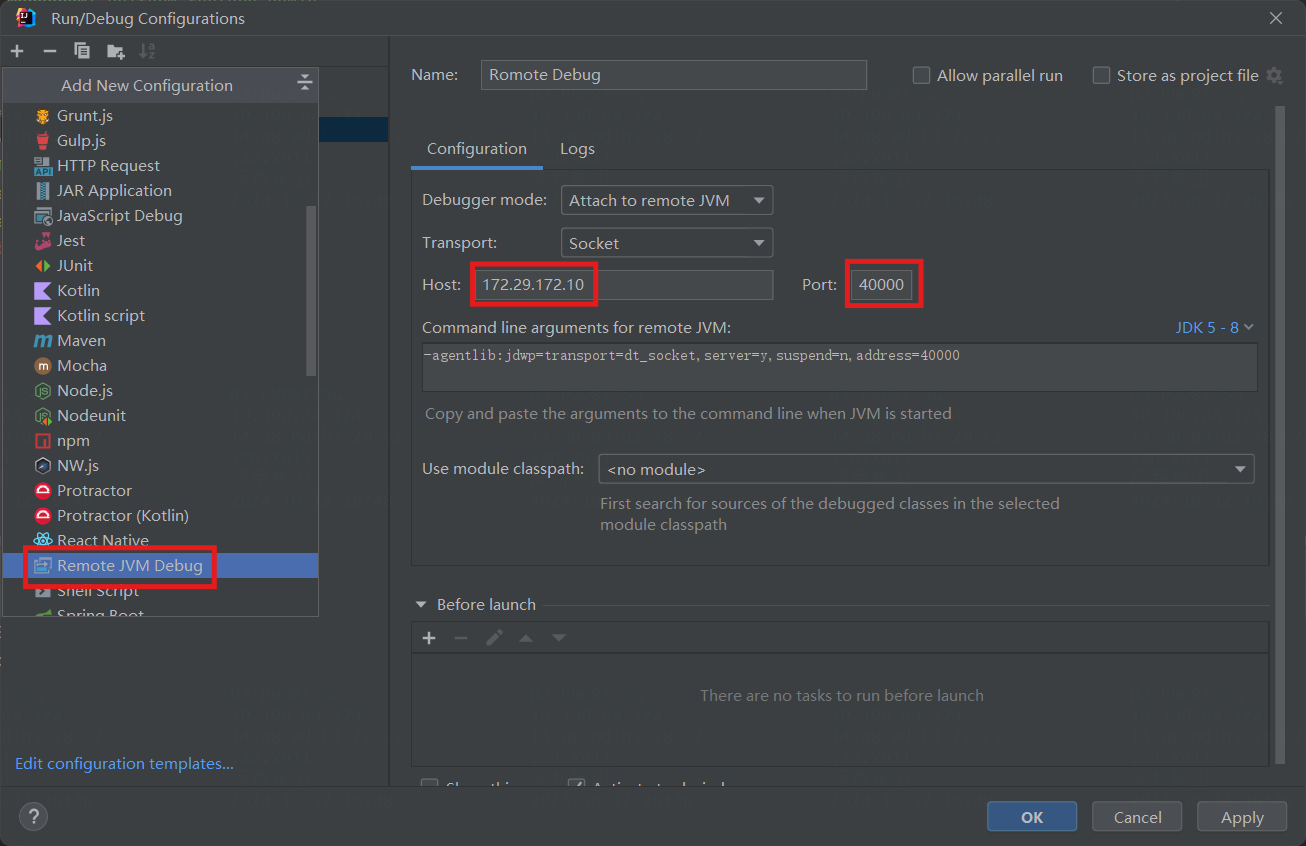 Run/Debug Configurations
Add New Configuration
Grunt.js
Gulp.js
HTTP Request
JAR Application
JavaScript Debug
Jest
JUnit
Kotlin
Kotlin script
Maven
Mocha
Node.js
Nodeunit
npm
NW.js
Protractor
Protractor (Kotlin)
React Native
Remote JVM Debug
Shell Script
Spring Boot
Edit configuration templates...
Name: Romote Debug
Allow parallel run
Store as project file
Configuration Logs
Debugger mode: Attach to remote JVM
Transport: Socket
Host: 172.29.172.10 Port: 40000
Command line arguments for remote JVM: JDK 5 - 8
-agentlib:jdwp=transport=dt_socket,server=y,suspend=n,address=40000
Copy and paste the arguments to the command line when JVM is started
Use module classpath: <no module>
First search for sources of the debugged classes in the selected
module classpath
Before launch
There are no tasks to run before launch
? OK Cancel Apply